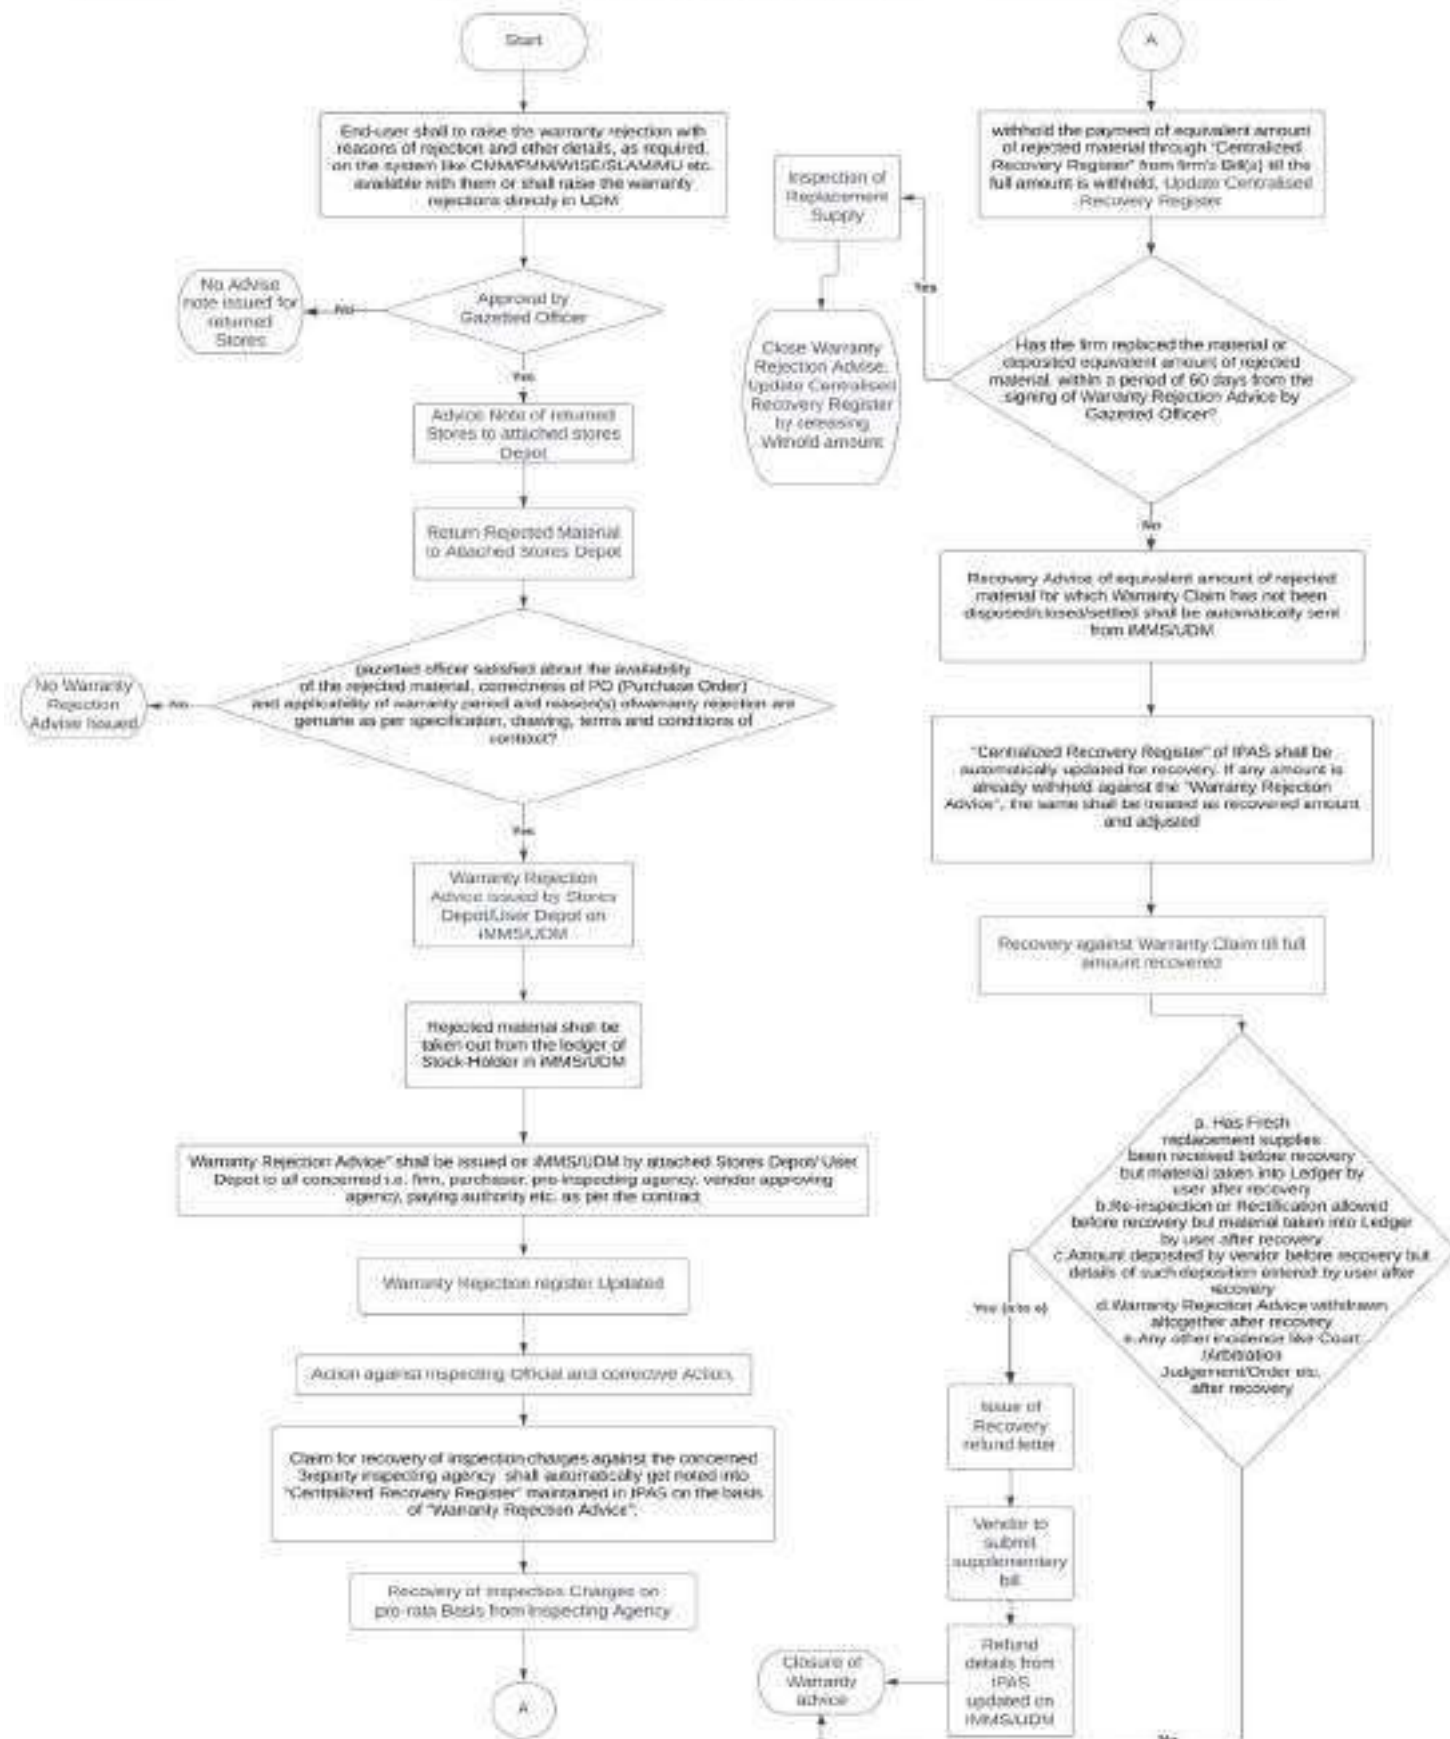 Start
End-user shall to raise the warranty rejection with
reasons of rejection and other details, as required,
on the system like CMM/FMM/WISE/SLAM/MU etc.
available with them or shall raise the warranty
rejections directly in UDM
Approval by
Gazetted Officer
No
No Advise
note issued for
returned
Stores
Yes
Advice Note of returned
Stores to attached stores
Depot
Return Rejected Material
to Attached Stores Depot
gazetted officer satisfied about the availability
of the rejected material, correctness of PO (Purchase Order)
and applicability of warranty period and reason(s) ofwarranty rejection are
genuine as per specification, drawing, terms and conditions of
contract?
No
No Warranty
Rejection
Advise Issued
Yes
Warranty Rejection
Advice issued by Stores
Depot/User Depot on
iMMS/UDM
Rejected material shall be
taken out from the ledger of
Stock-Holder in iMMS/UDM
Warranty Rejection Advice" shall be issued on iMMS/UDM by attached Stores Depot/ User
Depot to all concerned i.e. firm, purchaser, pre-inspecting agency, vendor approving
agency, paying authority etc. as per the contract
Warranty Rejection register Updated
Action against Inspecting Official and corrective Action,
Claim for recovery of inspection charges against the concerned
inspecting agency shall automatically get noted into
"Centralized Recovery Register" maintained in IPAS on the basis
of "Warranty Rejection Advice".
Recovery of Inspection Charges on
pro-rata Basis from Inspecting Agency
A
A
withhold the payment of equivalent amount
of rejected material through "Centralized
Recovery Register" from firm's Bill(s) till the
full amount is withheld, Update Centralised
Recovery Register
Has the firm replaced the material or
deposited equivalent amount of rejected
material, within a period of 60 days from the
signing of Warranty Rejection Advice by
Gazetted Officer?
Yes
Inspection of
Replacement
Supply
Close Warranty
Rejection Advise,
Update Centralised
Recovery Register
by releasing
Withold amount
No
Recovery Advice of equivalent amount of rejected
material for which Warranty Claim has not been
disposed/closed/settled shall be automatically sent
from iMMS/UDM
"Centralized Recovery Register" of IPAS shall be
automatically updated for recovery. If any amount is
already withheld against the "Warranty Rejection
Advice", the same shall be treated as recovered amount
and adjusted
Recovery against Warranty Claim till full
amount recovered
a. Has Fresh
replacement supplies
been received before recovery
but material taken into Ledger by
user after recovery
b.Re-inspection or Rectification allowed
before recovery but material taken into Ledger
by user after recovery
c.Amount deposited by vendor before recovery but
details of such deposition entered by user after
recovery
d.Warranty Rejection Advice withdrawn
altogether after recovery
e.Any other incidence like Court
/Arbitration
Judgement/Order etc.
after recovery
Yes (a to e)
Issue of
Recovery
refund letter
Vendor to
submit
supplementary
bill
Refund
details from
IPAS
updated on
iMMS/UDM
Closure of
Warranty
advice